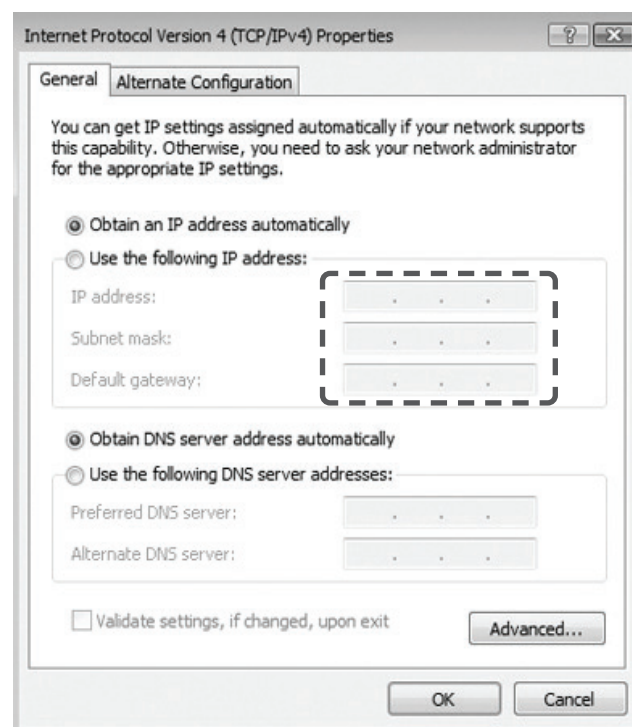 Internet Protocol Version 4 (TCP/IPv4) Properties
General
Alternate Configuration
You can get IP settings assigned automatically if your network supports
this capability. Otherwise, you need to ask your network administrator
for the appropriate IP settings.
Obtain an IP address automatically
Use the following IP address:
IP address:
Subnet mask:
Default gateway:
Obtain DNS server address automatically
Use the following DNS server addresses:
Preferred DNS server:
Alternate DNS server:
Validate settings, if changed, upon exit
Advanced...
OK
Cancel